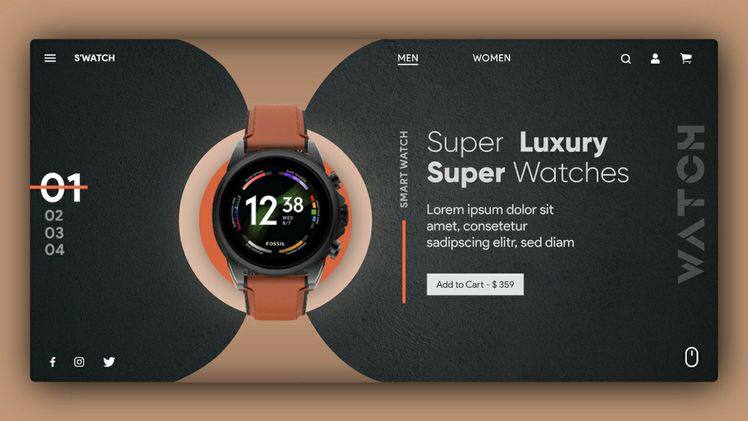 S'WATCH
MEN
WOMEN
01
02
03
04
12 38
WED
8/7
FOSSIL
SMART WATCH
Super Luxury
Super Watches
Lorem ipsum dolor sit
amet, consetetur
sadipscing elitr, sed diam
Add to Cart - $ 359
WATCH